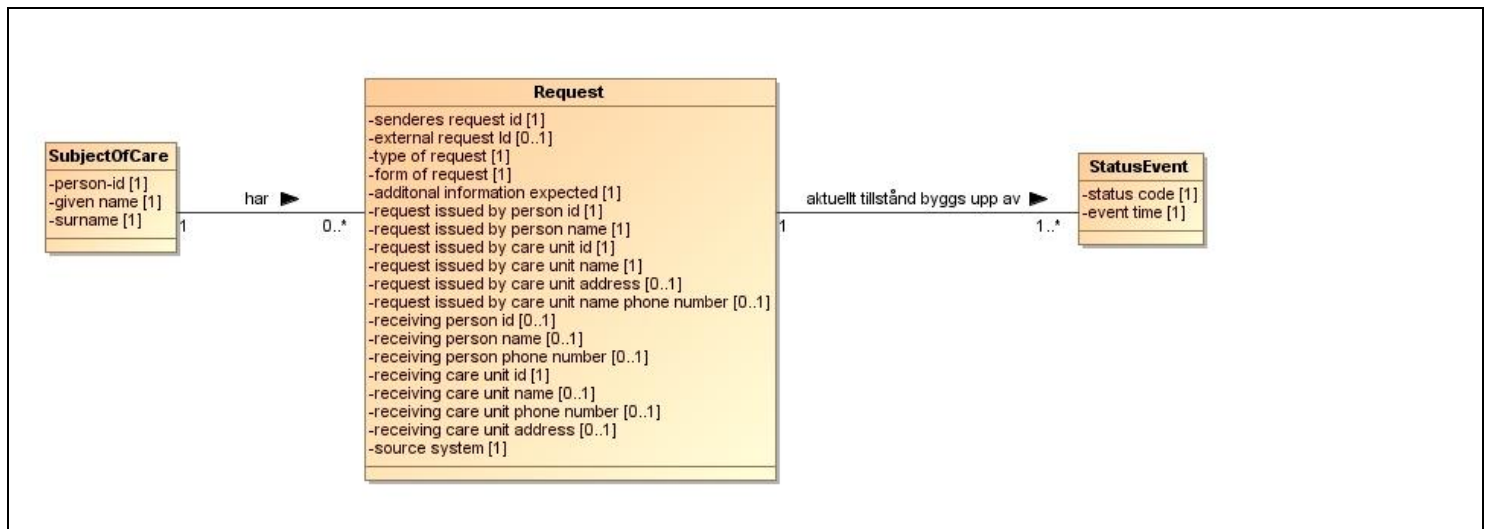 SubjectOfCare
-person-id [1]
-given name [1]
-surname [1]
har
1
0..*
Request
-senderes request id [1]
-external request Id [0..1]
-type of request [1]
-form of request [1]
-additonal information expected [1]
-request issued by person id [1]
-request issued by person name [1]
-request issued by care unit id [1]
-request issued by care unit name [1]
-request issued by care unit address [0..1]
-request issued by care unit name phone number [0..1]
-receiving person id [0..1]
-receiving person name [0..1]
-receiving person phone number [0..1]
-receiving care unit id [1]
-receiving care unit name [0..1]
-receiving care unit phone number [0..1]
-receiving care unit address [0..1]
-source system [1]
aktuellt tillstånd byggs upp av
1
1..*
StatusEvent
-status code [1]
-event time [1]